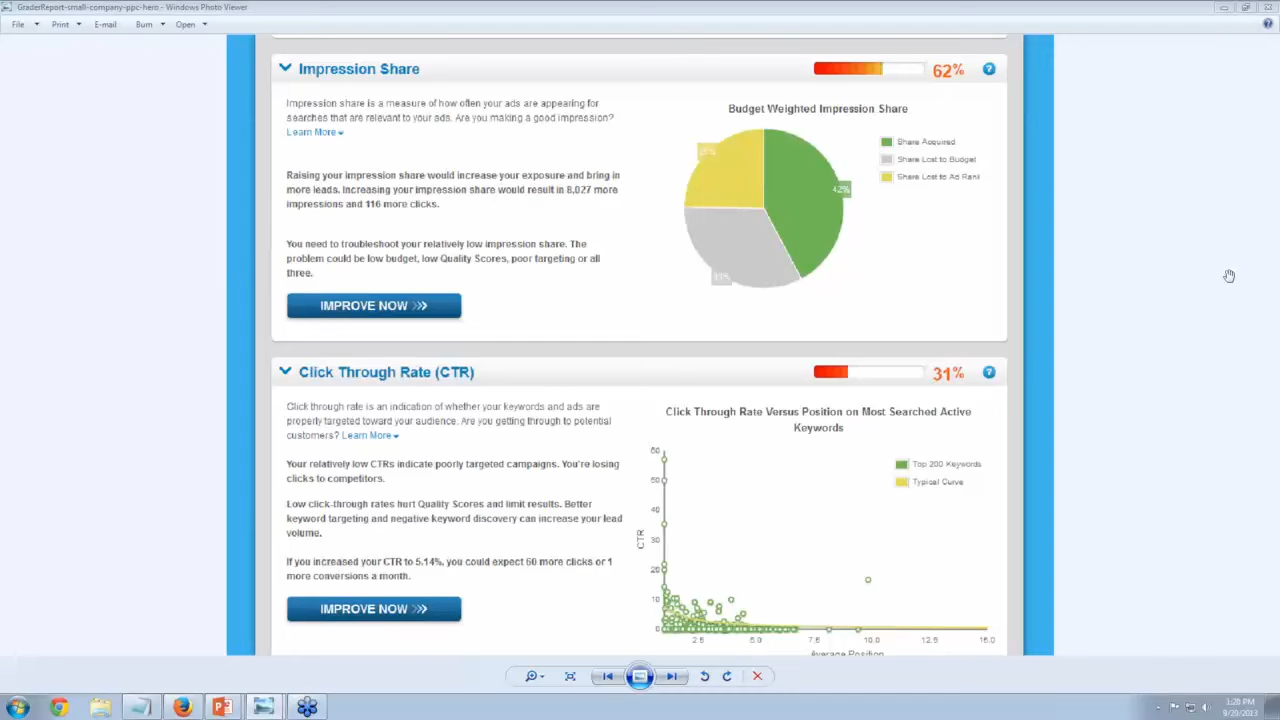 GraderReport-small-company-ppc-hero - Windows Photo Viewer
File Print E-mail Burn Open
Impression Share
62%
Impression share is a measure of how often your ads are appearing for
searches that are relevant to your ads. Are you making a good impression?
Learn More
Raising your impression share would increase your exposure and bring in
more leads. Increasing your impression share would result in 8,027 more
impressions and 116 more clicks.
You need to troubleshoot your relatively low impression share. The
problem could be low budget, low Quality Scores, poor targeting or all
three.
IMPROVE NOW
Budget Weighted Impression Share
Share Acquired
Share Lost to Budget
Share Lost to Ad Rank
42%
Click Through Rate (CTR)
31%
Click through rate is an indication of whether your keywords and ads are
properly targeted toward your audience. Are you getting through to potential
customers? Learn More
Your relatively low CTRs indicate poorly targeted campaigns. You're losing
clicks to competitors.
Low click-through rates hurt Quality Scores and limit results. Better
keyword targeting and negative keyword discovery can increase your lead
volume.
If you increased your CTR to 5.14%, you could expect 60 more clicks or 1
more conversions a month.
IMPROVE NOW
Click Through Rate Versus Position on Most Searched Active
Keywords
Top 200 Keywords
Typical Curve
60
50
40
30
20
10
0
CTR
2.5 5.0 7.5 10.0 12.5 15.0
Average Position
1:20 PM
9/20/2013